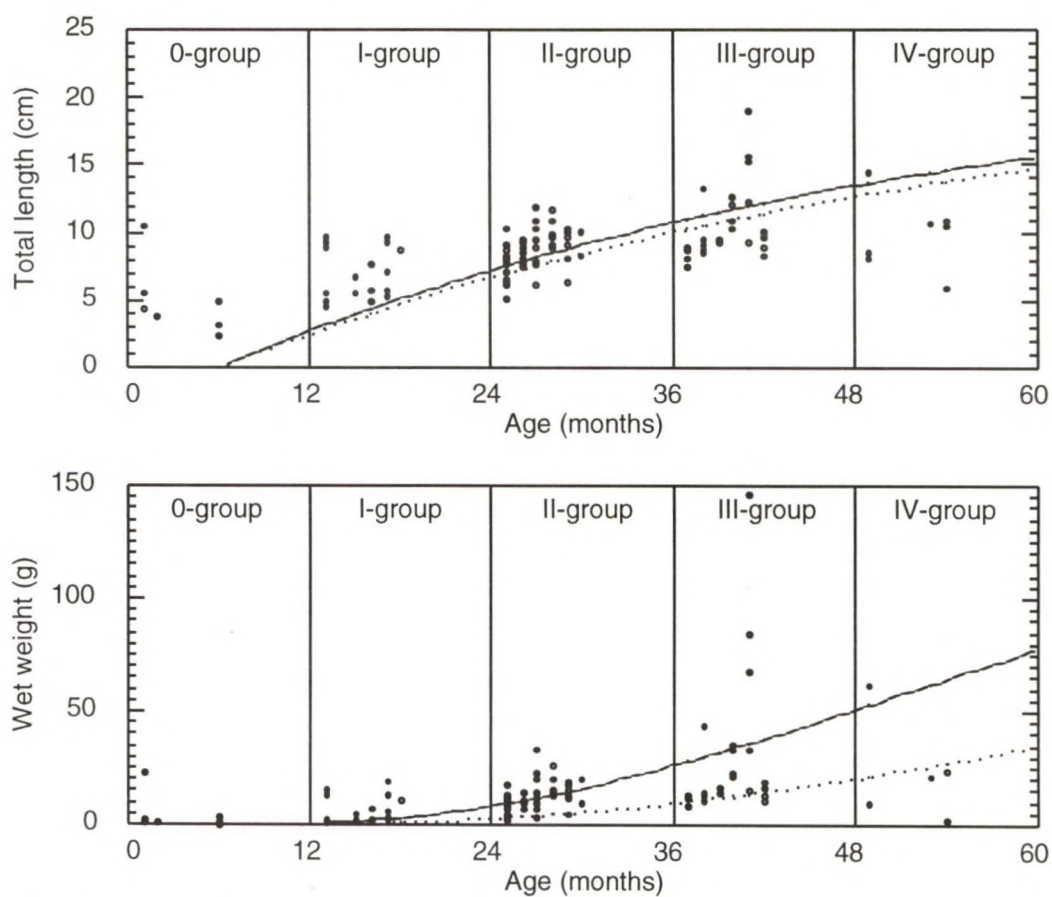 25
0-group I-group II-group III-group IV-group
20
15
10
5
0
Total length (cm)
0 12 24 36 48 60
Age (months)
150
0-group I-group II-group III-group IV-group
100
50
0
Wet weight (g)
0 12 24 36 48 60
Age (months)